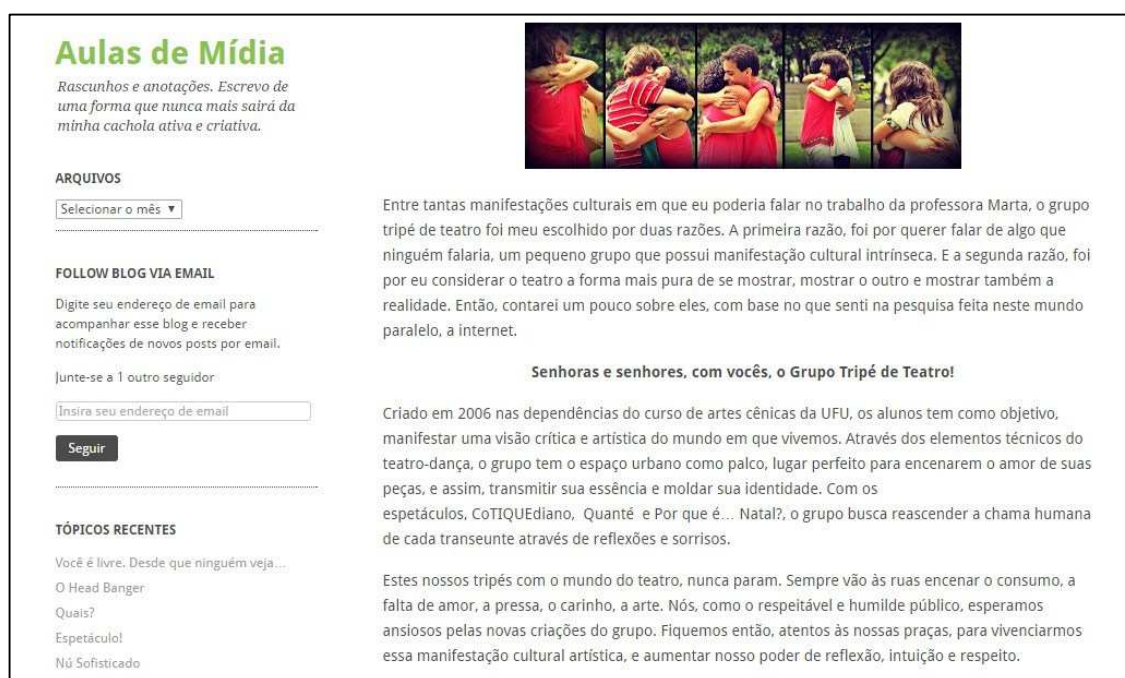 Aulas de Mídia
Rascunhos e anotações. Escrevo de
uma forma que nunca mais sairá da
minha cachola ativa e criativa.
ARQUIVOS
Selecionar o mês ▼
FOLLOW BLOG VIA EMAIL
Digite seu endereço de email para
acompanhar esse blog e receber
notificações de novos posts por email.
Junte-se a 1 outro seguidor
Insira seu endereço de email
Seguir
TÓPICOS RECENTES
Você é livre. Desde que ninguém veja…
O Head Banger
Quais?
Espetáculo!
Nú Sofisticado
Entre tantas manifestações culturais em que eu poderia falar no trabalho da professora Marta, o grupo
tripé de teatro foi meu escolhido por duas razões. A primeira razão, foi por querer falar de algo que
ninguém falaria, um pequeno grupo que possui manifestação cultural intrínseca. E a segunda razão, foi
por eu considerar o teatro a forma mais pura de se mostrar, mostrar o outro e mostrar também a
realidade. Então, contarei um pouco sobre eles, com base no que senti na pesquisa feita neste mundo
paralelo, a internet.
Senhoras e senhores, com vocês, o Grupo Tripé de Teatro!
Criado em 2006 nas dependências do curso de artes cênicas da UFU, os alunos tem como objetivo,
manifestar uma visão crítica e artística do mundo em que vivemos. Através dos elementos técnicos do
teatro-dança, o grupo tem o espaço urbano como palco, lugar perfeito para encenarem o amor de suas
peças, e assim, transmitir sua essência e moldar sua identidade. Com os
espetáculos, CoTIQUEdiano, Quanté e Por que é… Natal?, o grupo busca reascender a chama humana
de cada transeunte através de reflexões e sorrisos.
Estes nossos tripés com o mundo do teatro, nunca param. Sempre vão às ruas encenar o consumo, a
falta de amor, a pressa, o carinho, a arte. Nós, como o respeitável e humilde público, esperamos
ansiosos pelas novas criações do grupo. Fiquemos então, atentos às nossas praças, para vivenciarmos
essa manifestação cultural artística, e aumentar nosso poder de reflexão, intuição e respeito.